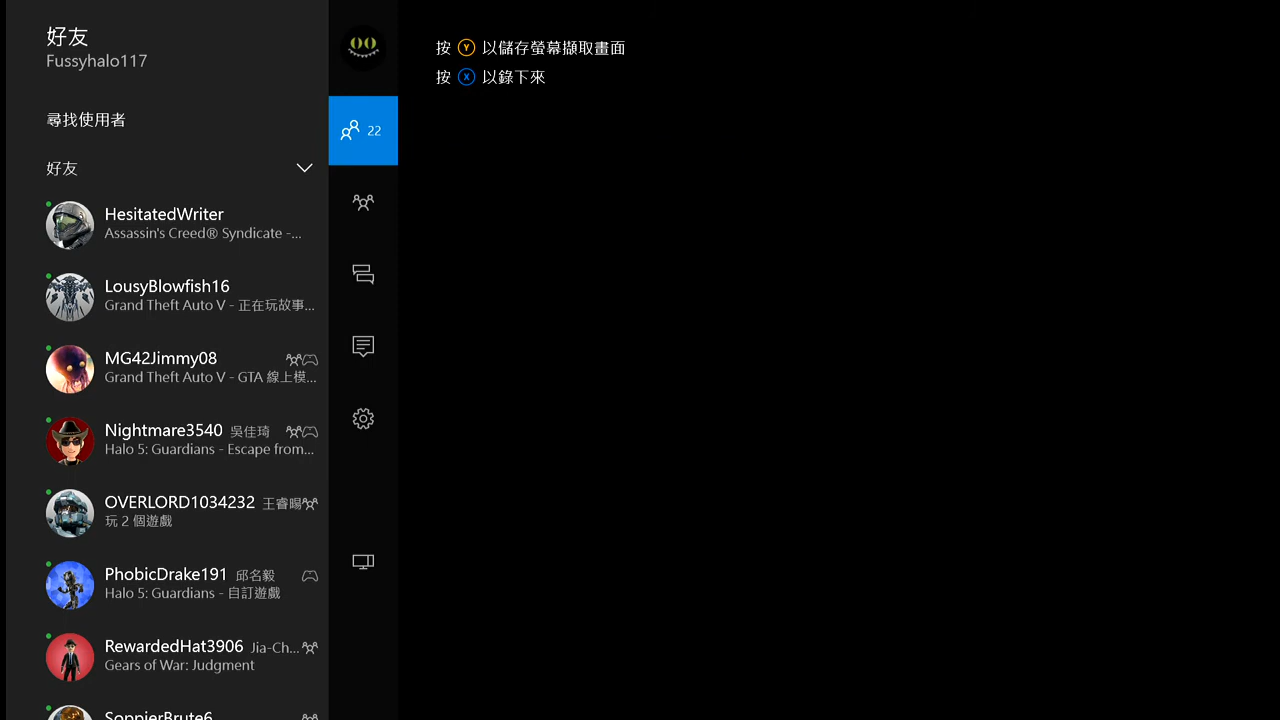 好友
Fussyhalo117
尋找使用者
好友
HesitatedWriter
Assassin's Creed® Syndicate -...
LousyBlowfish16
Grand Theft Auto V - 正在玩故事...
MG42Jimmy08
Grand Theft Auto V - GTA 線上模...
Nightmare3540 吳佳琦
Halo 5: Guardians - Escape from...
OVERLORD1034232 王睿暘
玩 2 個遊戲
PhobicDrake191 邱名毅
Halo 5: Guardians - 自訂遊戲
RewardedHat3906 Jia-Ch...
Gears of War: Judgment
SoppierBrute6
22
按 Y 以儲存螢幕擷取畫面
按 X 以錄下來